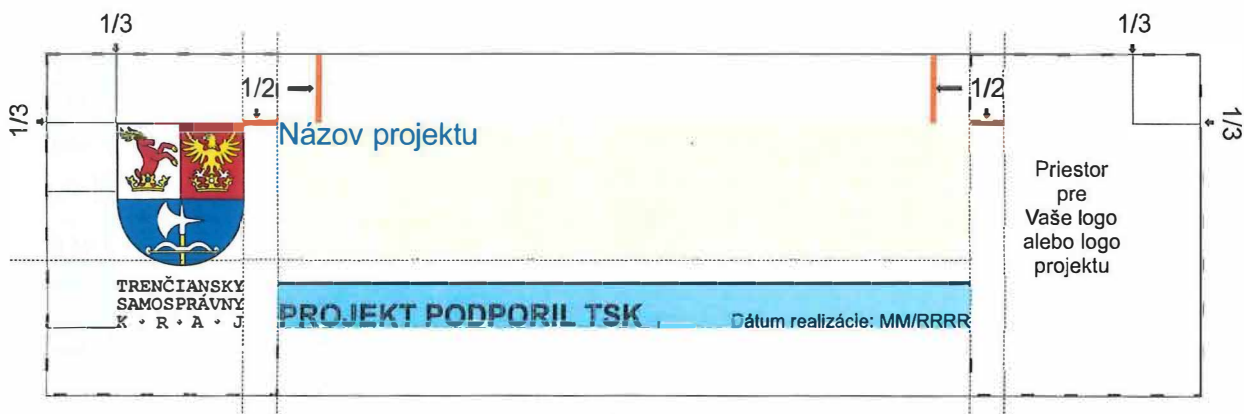 1/3
1/3
1/2
1/2
1/3
1/3
Názov projektu
Priestor
pre
Vaše logo
alebo logo
projektu
TRENČIANSKY
SAMOSPRÁVNY
K • R • A • J
PROJEKT PODPORIL TSK
Dátum realizácie: MM/RRRR